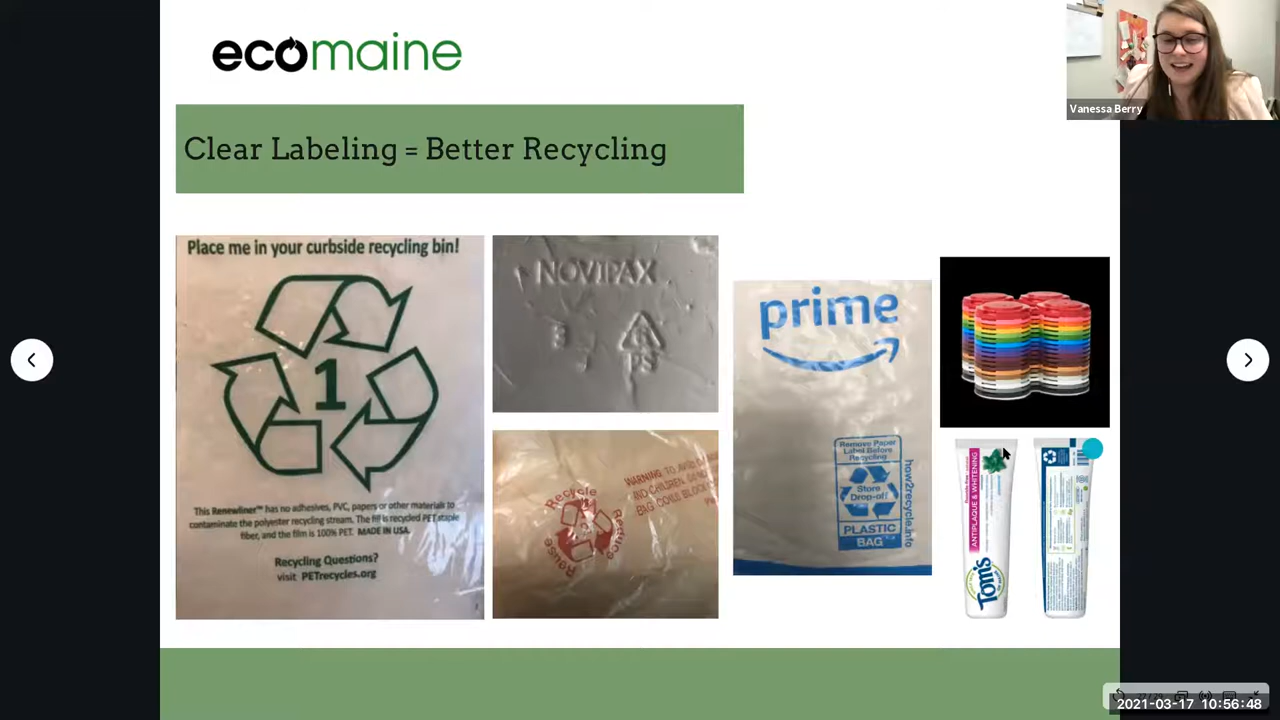 ecomaine
Vanessa Berry
Clear Labeling = Better Recycling
Place me in your curbside recycling bin!
1
This Renewliner™ has no adhesives, PVC, papers or other materials to
contaminate the polyester recycling stream. The fill is recycled PET staple
fiber, and the film is 100% PET. MADE IN USA.
Recycling Questions?
visit PETrecycles.org
NOVIPAX
PS
Recycle
Reduce
Reuse
WARNING: TO
prime
Remove Paper
Label Before
Recycling
Store
Drop-off
PLASTIC
BAG
how2recycle.info
ANTIPLAQUE & WHITENING
TOM'S
2021-03-17 10:56:48